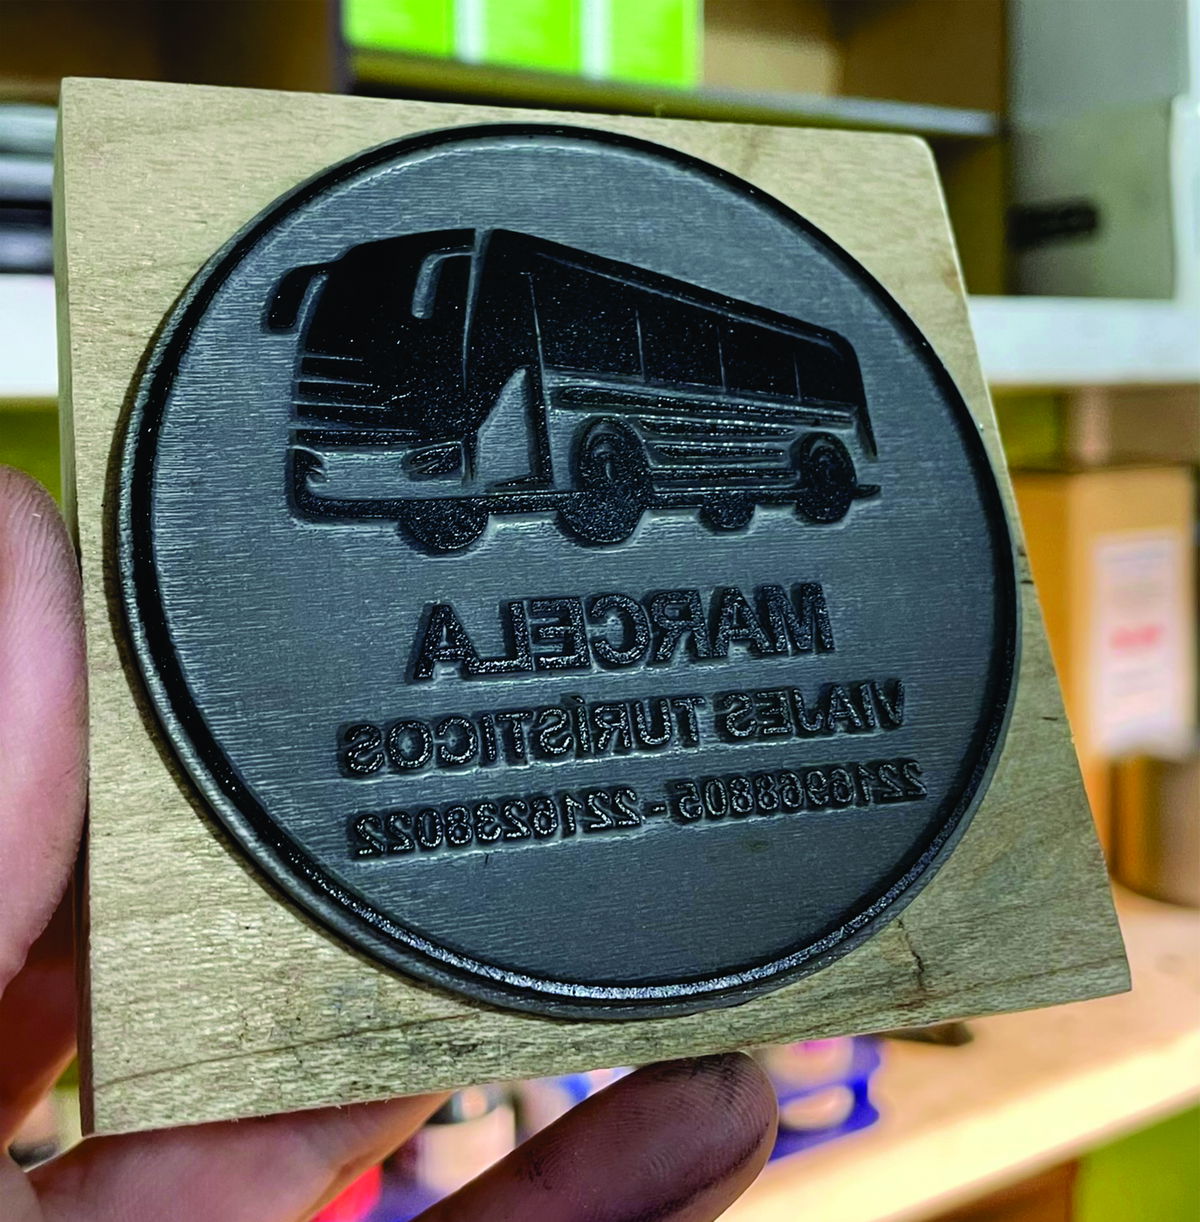 MARCELA
VIAJES TURÍSTICOS
2216968805 - 2216238022